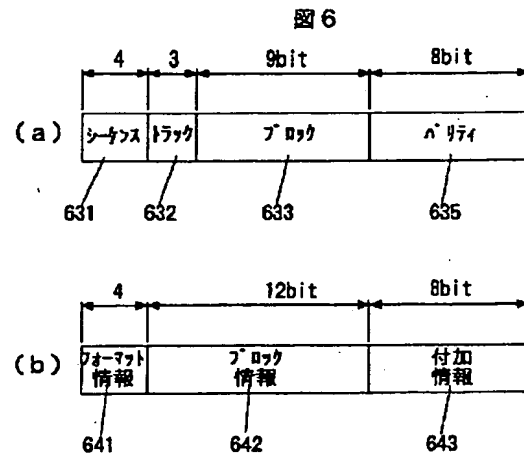 図6
4 3 9bit 8bit
(a) シーケンス トラック ブロック パリティ
631 632 633 635
4 12bit 8bit
(b) フォーマット情報 ブロック情報 付加情報
641 642 643